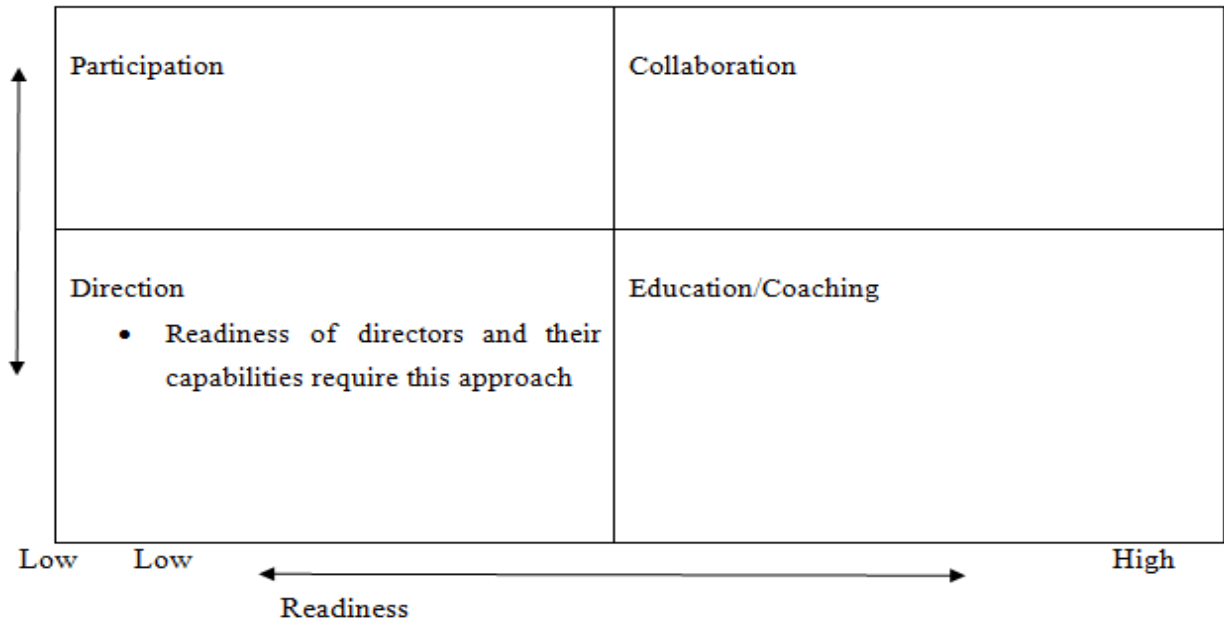 Participation
Collaboration
Direction
• Readiness of directors and their
capabilities require this approach
Education/Coaching
Low Low High
Readiness